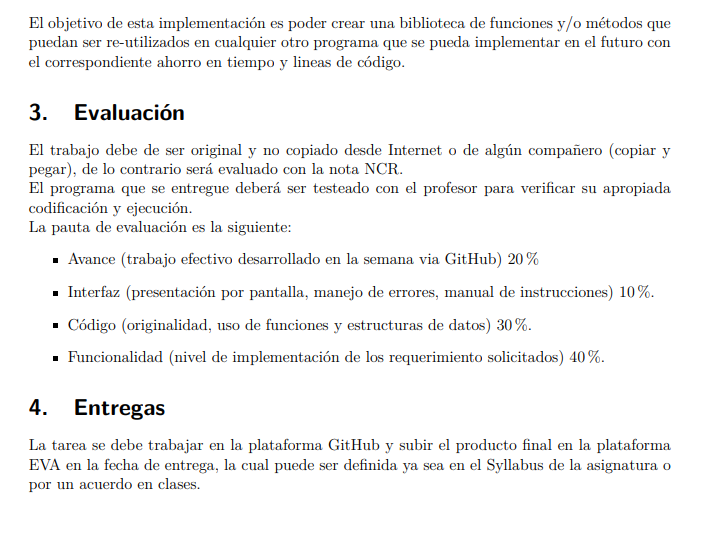 El objetivo de esta implementación es poder crear una biblioteca de funciones y/o métodos que
puedan ser re-utilizados en cualquier otro programa que se pueda implementar en el futuro con
el correspondiente ahorro en tiempo y lineas de código.
3. Evaluación
El trabajo debe de ser original y no copiado desde Internet o de algún compañero (copiar y
pegar), de lo contrario será evaluado con la nota NCR.
El programa que se entregue deberá ser testeado con el profesor para verificar su apropiada
codificación y ejecución.
La pauta de evaluación es la siguiente:
▪ Avance (trabajo efectivo desarrollado en la semana via GitHub) 20 %
▪ Interfaz (presentación por pantalla, manejo de errores, manual de instrucciones) 10 %.
▪ Código (originalidad, uso de funciones y estructuras de datos) 30 %.
▪ Funcionalidad (nivel de implementación de los requerimiento solicitados) 40 %.
4. Entregas
La tarea se debe trabajar en la plataforma GitHub y subir el producto final en la plataforma
EVA en la fecha de entrega, la cual puede ser definida ya sea en el Syllabus de la asignatura o
por un acuerdo en clases.